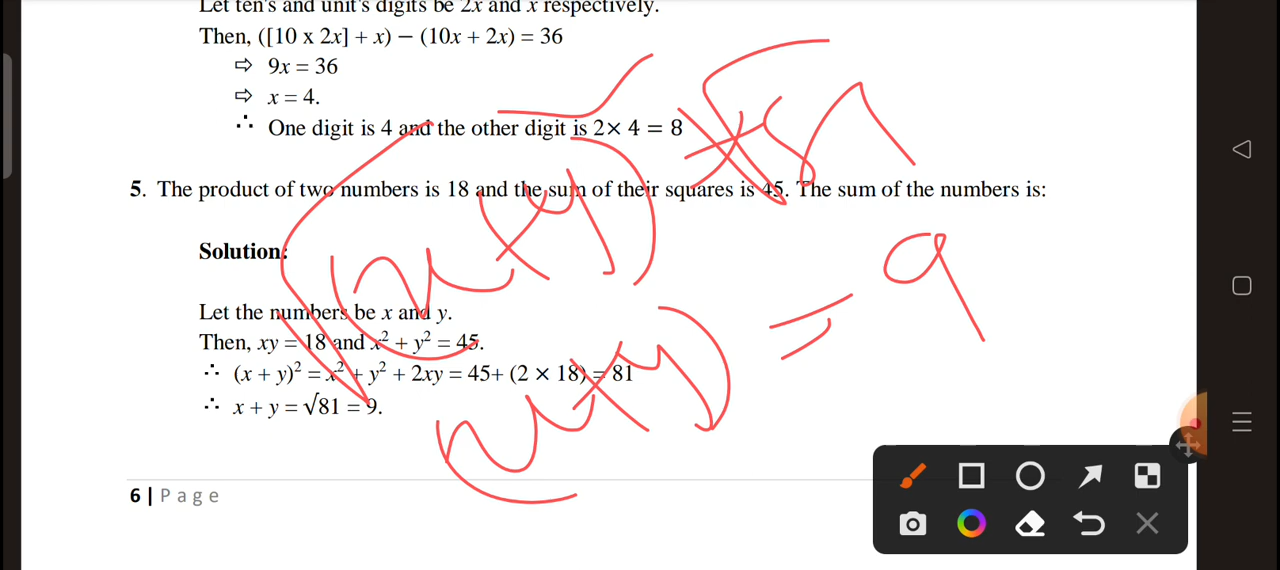 Let ten's and unit's digits be 2x and x respectively.
Then, ([10 x 2x] + x) − (10x + 2x) = 36
⇨ 9x = 36
⇨ x = 4.
∴ One digit is 4 and the other digit is 2× 4 = 8
5. The product of two numbers is 18 and the sum of their squares is 45. The sum of the numbers is:
Solution:
Let the numbers be x and y.
Then, xy = 18 and x² + y² = 45.
∴ (x + y)² = x² + y² + 2xy = 45+ (2 × 18) = 81
∴ x + y = √81 = 9.
(x+y) = 9
6 | Page